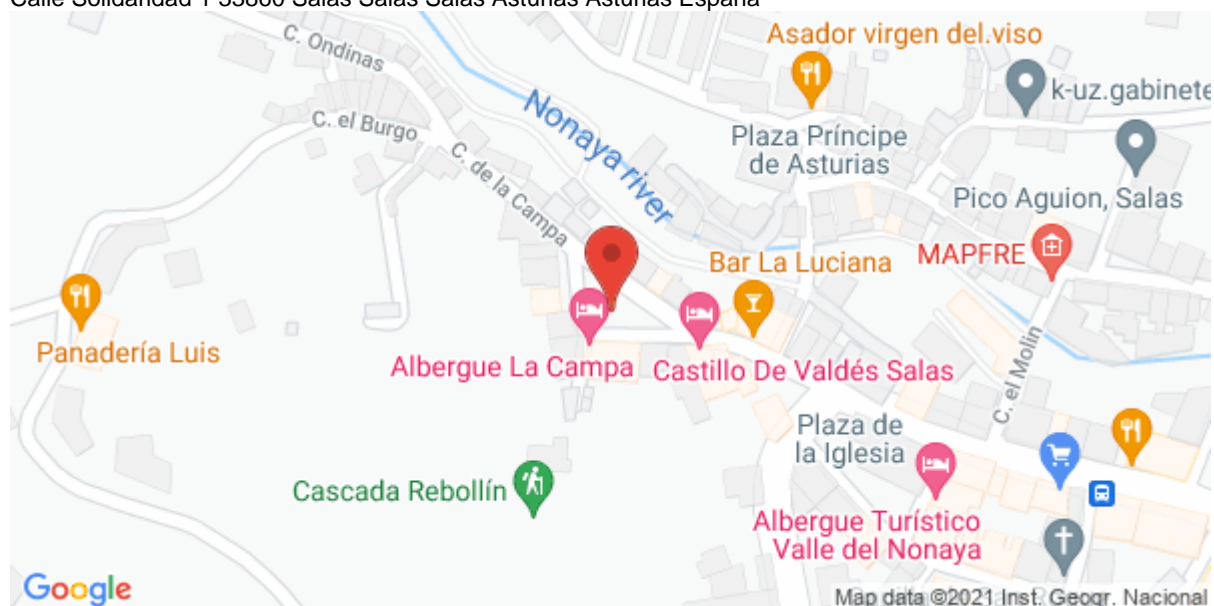 Calle Solidaridad 1 33860 Salas Salas Salas Asturias Asturias España
C. Ondinas
Asador virgen del.viso
k-uz.gabinete
C. el Burgo
Nonaya river
Plaza Príncipe
de Asturias
C. de la Campa
Pico Aguion, Salas
MAPFRE
Bar La Luciana
Panadería Luis
Albergue La Campa
Castillo De Valdés Salas
C. el Molin
Plaza de
la Iglesia
Cascada Rebollín
Albergue Turístico
Valle del Nonaya
Google
Map data ©2021 Inst. Geogr. Nacional